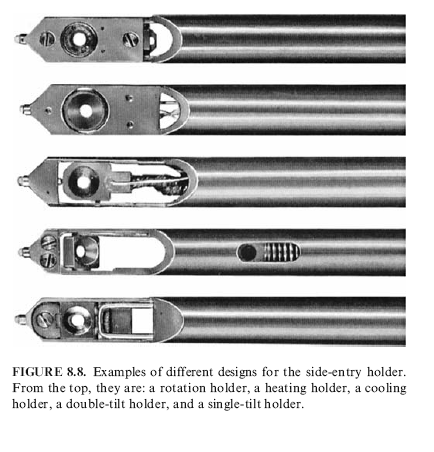 FIGURE 8.8. Examples of different designs for the side-entry holder.
From the top, they are: a rotation holder, a heating holder, a cooling
holder, a double-tilt holder, and a single-tilt holder.